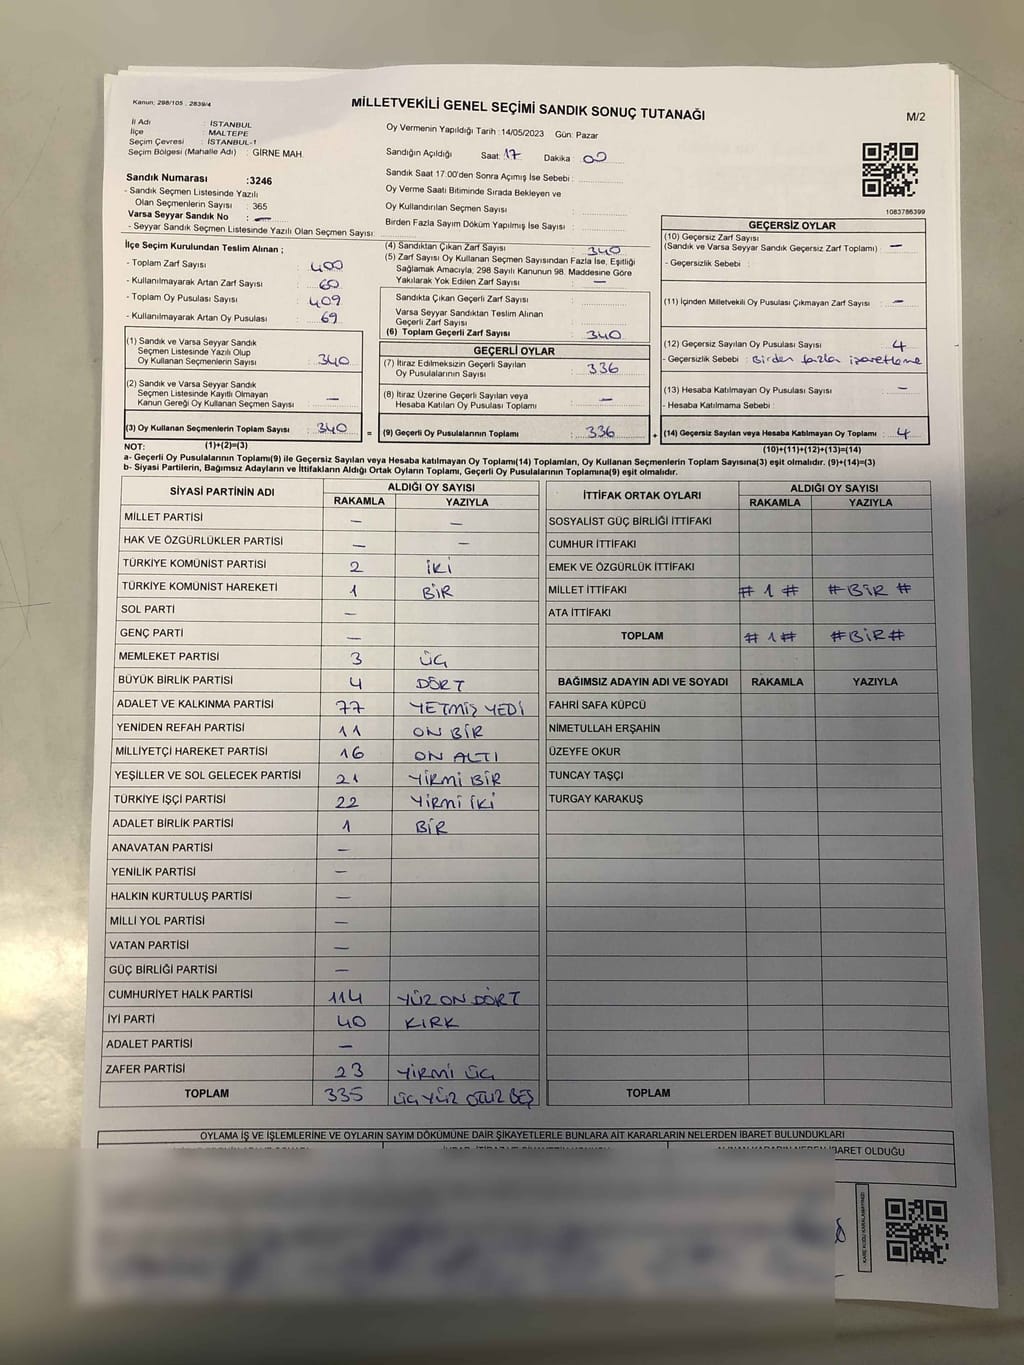 Kanun: 298/105 . 2839/4
MİLLETVEKİLİ GENEL SEÇİMİ SANDIK SONUÇ TUTANAĞI
M/2
İl Adı : İSTANBUL
İlçe : MALTEPE
Seçim Çevresi : İSTANBUL-1
Seçim Bölgesi (Mahalle Adı) : GİRNE MAH.
Oy Vermenin Yapıldığı Tarih : 14/05/2023 Gün: Pazar
Sandığın Açıldığı Saat: 17 Dakika : 00
Sandık Saat 17:00'den Sonra Açımış İse Sebebi :
Oy Verme Saati Bitiminde Sırada Bekleyen ve
Oy Kullandırılan Seçmen Sayısı :
Birden Fazla Sayım Döküm Yapılmış İse Sayısı :
1083786399
Sandık Numarası :3246
- Sandık Seçmen Listesinde Yazılı
Olan Seçmenlerin Sayısı : 365
Varsa Seyyar Sandık No : —
- Seyyar Sandık Seçmen Listesinde Yazılı Olan Seçmen Sayısı:
İlçe Seçim Kurulundan Teslim Alınan ;
- Toplam Zarf Sayısı : 400
- Kullanılmayarak Artan Zarf Sayısı : 60
- Toplam Oy Pusulası Sayısı : 409
- Kullanılmayarak Artan Oy Pusulası : 69
(1) Sandık ve Varsa Seyyar Sandık
Seçmen Listesinde Yazılı Olup
Oy Kullanan Seçmenlerin Sayısı : 340
(2) Sandık ve Varsa Seyyar Sandık
Seçmen Listesinde Kayıtlı Olmayan
Kanun Gereği Oy Kullanan Seçmen Sayısı : —
(3) Oy Kullanan Seçmenlerin Toplam Sayısı : 340
(4) Sandıktan Çıkan Zarf Sayısı : 340
(5) Zarf Sayısı Oy Kullanan Seçmen Sayısından Fazla İse, Eşitliği
Sağlamak Amacıyla, 298 Sayılı Kanunun 98. Maddesine Göre
Yakılarak Yok Edilen Zarf Sayısı : —
Sandıkta Çıkan Geçerli Zarf Sayısı :
Varsa Seyyar Sandıktan Teslim Alınan
Geçerli Zarf Sayısı :
(6) Toplam Geçerli Zarf Sayısı : 340
GEÇERLİ OYLAR
(7) İtiraz Edilmeksizin Geçerli Sayılan
Oy Pusulalarının Sayısı : 336
(8) İtiraz Üzerine Geçerli Sayılan veya
Hesaba Katılan Oy Pusulası Toplamı : —
= (9) Geçerli Oy Pusulalarının Toplamı : 336
GEÇERSİZ OYLAR
(10) Geçersiz Zarf Sayısı
(Sandık ve Varsa Seyyar Sandık Geçersiz Zarf Toplamı) : —
- Geçersizlik Sebebi :
(11) İçinden Milletvekili Oy Pusulası Çıkmayan Zarf Sayısı : —
(12) Geçersiz Sayılan Oy Pusulası Sayısı : 4
- Geçersizlik Sebebi : Birden fazla işaretleme
(13) Hesaba Katılmayan Oy Pusulası Sayısı : —
- Hesaba Katılmama Sebebi :
+ (14) Geçersiz Sayılan veya Hesaba Katılmayan Oy Toplamı : 4
NOT: (1)+(2)=(3) (10)+(11)+(12)+(13)=(14)
a- Geçerli Oy Pusulalarının Toplamı(9) ile Geçersiz Sayılan veya Hesaba katılmayan Oy Toplamı(14) Toplamları, Oy Kullanan Seçmenlerin Toplam Sayısına(3) eşit olmalıdır. (9)+(14)=(3)
b- Siyasi Partilerin, Bağımsız Adayların ve İttifakların Aldığı Ortak Oyların Toplamı, Geçerli Oy Pusulalarının Toplamına(9) eşit olmalıdır.
SİYASİ PARTİNİN ADI ALDIĞI OY SAYISI
RAKAMLA YAZIYLA
MİLLET PARTİSİ — —
HAK VE ÖZGÜRLÜKLER PARTİSİ — —
TÜRKİYE KOMÜNİST PARTİSİ 2 İKİ
TÜRKİYE KOMÜNİST HAREKETİ 1 BİR
SOL PARTİ —
GENÇ PARTİ —
MEMLEKET PARTİSİ 3 ÜÇ
BÜYÜK BİRLİK PARTİSİ 4 DÖRT
ADALET VE KALKINMA PARTİSİ 77 YETMİŞ YEDİ
YENİDEN REFAH PARTİSİ 11 ON BİR
MİLLİYETÇİ HAREKET PARTİSİ 16 ON ALTI
YEŞİLLER VE SOL GELECEK PARTİSİ 21 YİRMİ BİR
TÜRKİYE İŞÇİ PARTİSİ 22 YİRMİ İKİ
ADALET BİRLİK PARTİSİ 1 BİR
ANAVATAN PARTİSİ —
YENİLİK PARTİSİ —
HALKIN KURTULUŞ PARTİSİ —
MİLLİ YOL PARTİSİ —
VATAN PARTİSİ —
GÜÇ BİRLİĞİ PARTİSİ —
CUMHURİYET HALK PARTİSİ 114 YÜZ ON DÖRT
İYİ PARTİ 40 KIRK
ADALET PARTİSİ —
ZAFER PARTİSİ 23 YİRMİ ÜÇ
TOPLAM 335 ÜÇ YÜZ OTUZ BEŞ
İTTİFAK ORTAK OYLARI ALDIĞI OY SAYISI
RAKAMLA YAZIYLA
SOSYALİST GÜÇ BİRLİĞİ İTTİFAKI
CUMHUR İTTİFAKI
EMEK VE ÖZGÜRLÜK İTTİFAKI
MİLLET İTTİFAKI # 1 # # BİR #
ATA İTTİFAKI
TOPLAM # 1 # # BİR #
BAĞIMSIZ ADAYIN ADI VE SOYADI RAKAMLA YAZIYLA
FAHRİ SAFA KÜPCÜ
NİMETULLAH ERŞAHİN
ÜZEYFE OKUR
TUNCAY TAŞÇI
TURGAY KARAKUŞ
TOPLAM
OYLAMA İŞ VE İŞLEMLERİNE VE OYLARIN SAYIM DÖKÜMÜNE DAİR ŞİKAYETLERLE BUNLARA AİT KARARLARIN NELERDEN İBARET BULUNDUKLARI
İBARET OLDUĞU
KARE KODU KARALAMAYINIZ!